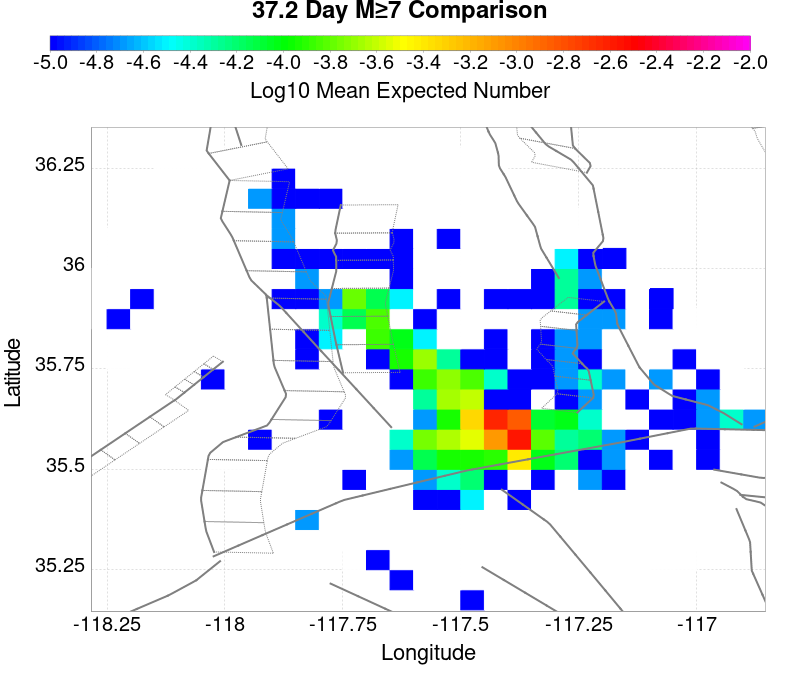 37.2 Day M≥7 Comparison
-5.0 -4.8 -4.6 -4.4 -4.2 -4.0 -3.8 -3.6 -3.4 -3.2 -3.0 -2.8 -2.6 -2.4 -2.2 -2.0
Log10 Mean Expected Number
36.25
36
35.75
35.5
35.25
Latitude
-118.25 -118 -117.75 -117.5 -117.25 -117
Longitude